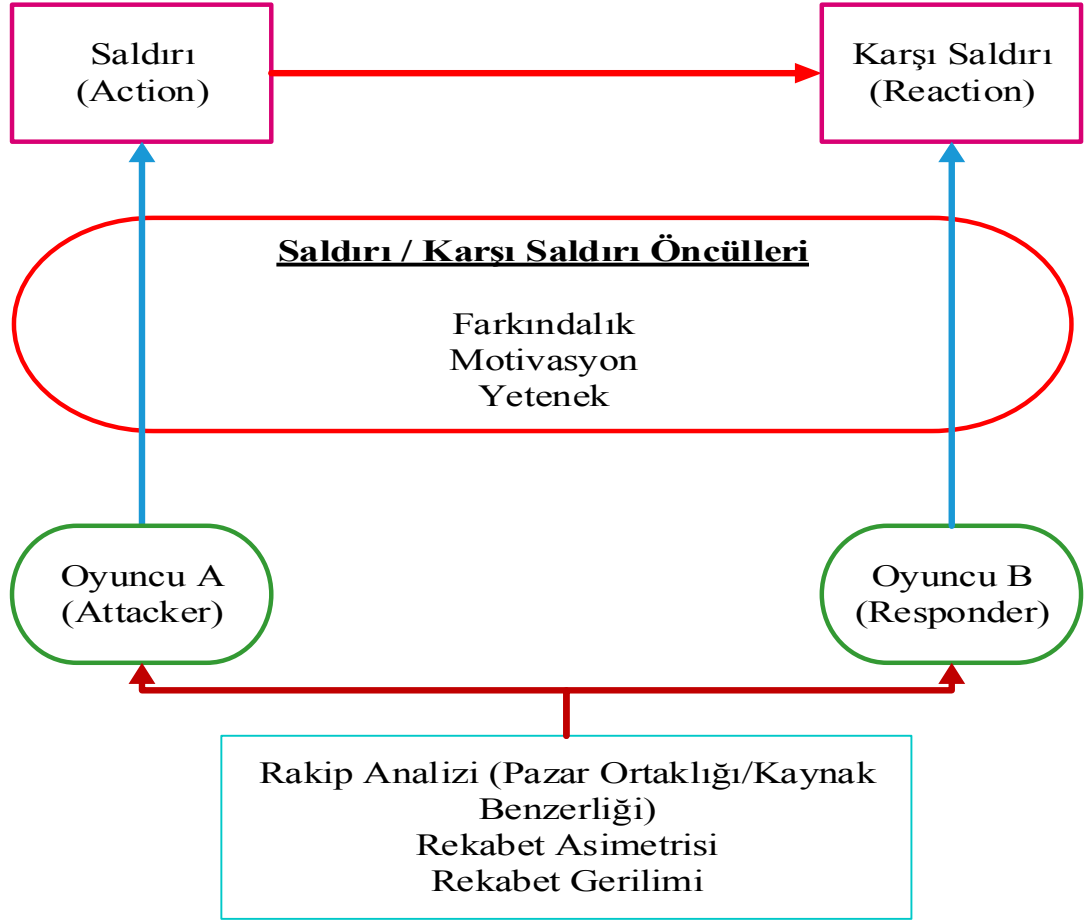 Saldırı
(Action)
Karşı Saldırı
(Reaction)
Saldırı / Karşı Saldırı Öncülleri
Farkındalık
Motivasyon
Yetenek
Oyuncu A
(Attacker)
Oyuncu B
(Responder)
Rakip Analizi (Pazar Ortaklığı/Kaynak
Benzerliği)
Rekabet Asimetrisi
Rekabet Gerilimi